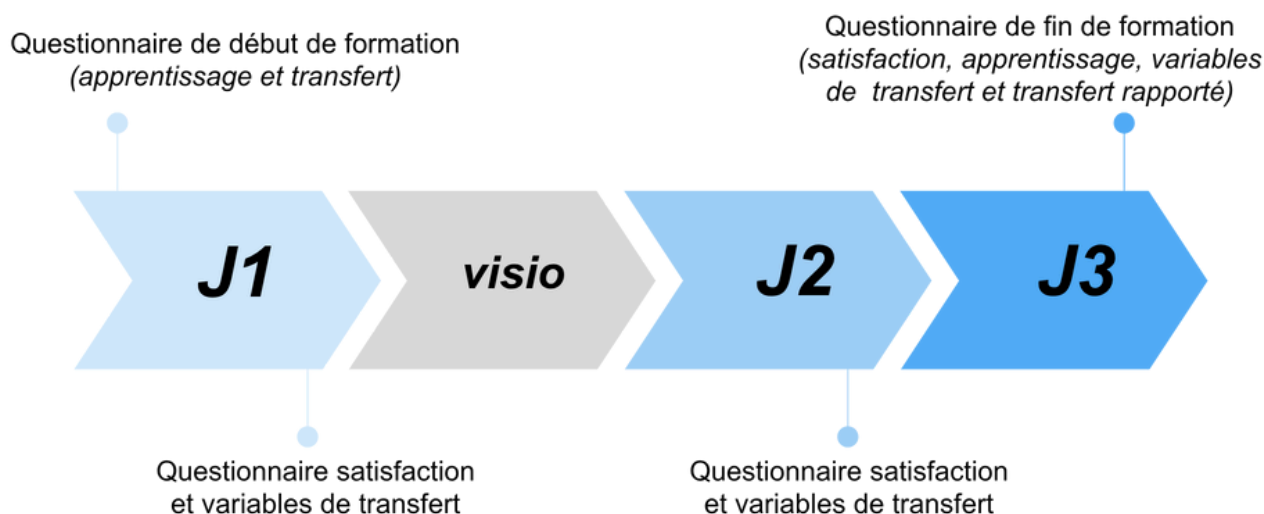 Questionnaire de début de formation
(apprentissage et transfert)
Questionnaire de fin de formation
(satisfaction, apprentissage, variables
de transfert et transfert rapporté)
J1
visio
J2
J3
Questionnaire satisfaction
et variables de transfert
Questionnaire satisfaction
et variables de transfert